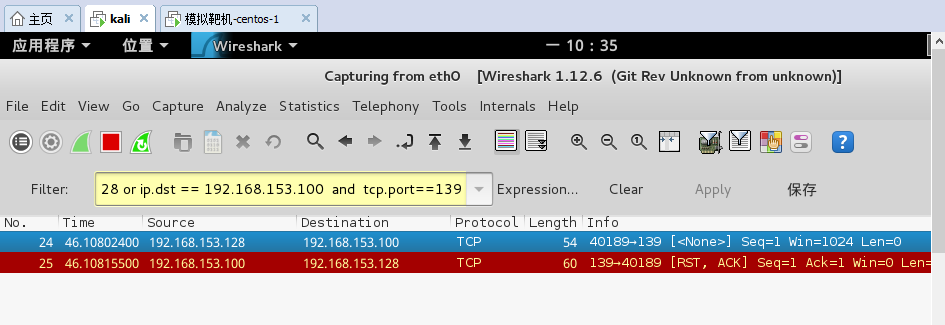 主页 kali 模拟靶机-centos-1
应用程序 位置 Wireshark 一 10：35
Capturing from eth0 [Wireshark 1.12.6 (Git Rev Unknown from unknown)]
File Edit View Go Capture Analyze Statistics Telephony Tools Internals Help
Filter: 28 or ip.dst == 192.168.153.100 and tcp.port==139 Expression... Clear Apply 保存
No. Time Source Destination Protocol Length Info
24 46.10802400 192.168.153.128 192.168.153.100 TCP 54 40189→139 [<None>] Seq=1 Win=1024 Len=0
25 46.10815500 192.168.153.100 192.168.153.128 TCP 60 139→40189 [RST, ACK] Seq=1 Ack=1 Win=0 Len=